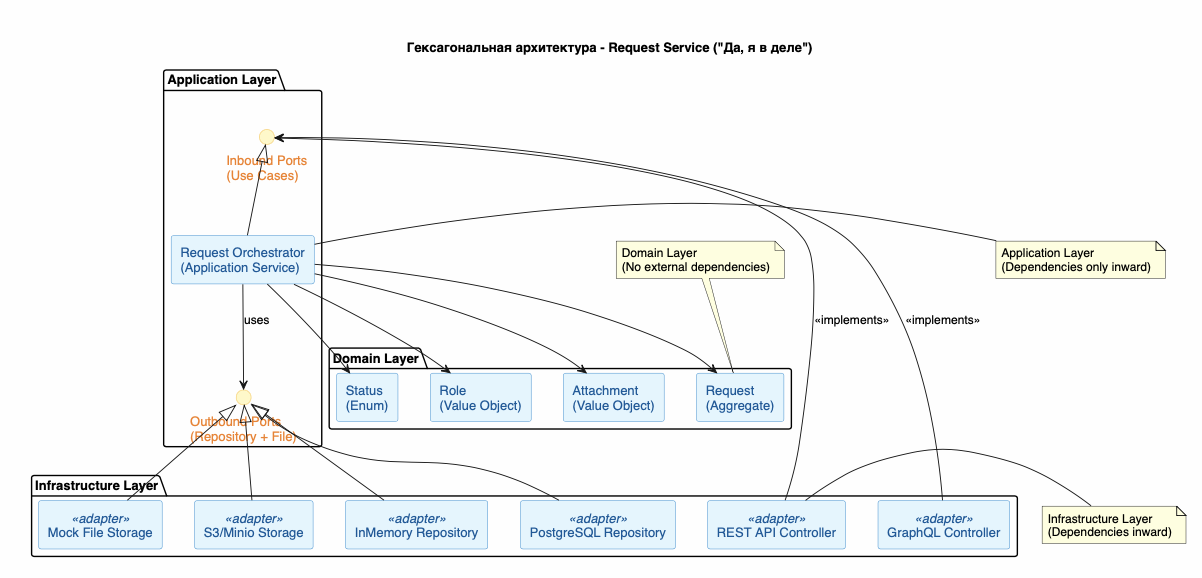 Гексагональная архитектура - Request Service ("Да, я в деле")
Application Layer
Inbound Ports
(Use Cases)
Request Orchestrator
(Application Service)
Domain Layer
(No external dependencies)
Application Layer
(Dependencies only inward)
uses
«implements»
«implements»
Domain Layer
Status
(Enum)
Role
(Value Object)
Attachment
(Value Object)
Request
(Aggregate)
Outbound Ports
(Repository + File)
Infrastructure Layer
«adapter»
Mock File Storage
«adapter»
S3/Minio Storage
«adapter»
InMemory Repository
«adapter»
PostgreSQL Repository
«adapter»
REST API Controller
«adapter»
GraphQL Controller
Infrastructure Layer
(Dependencies inward)